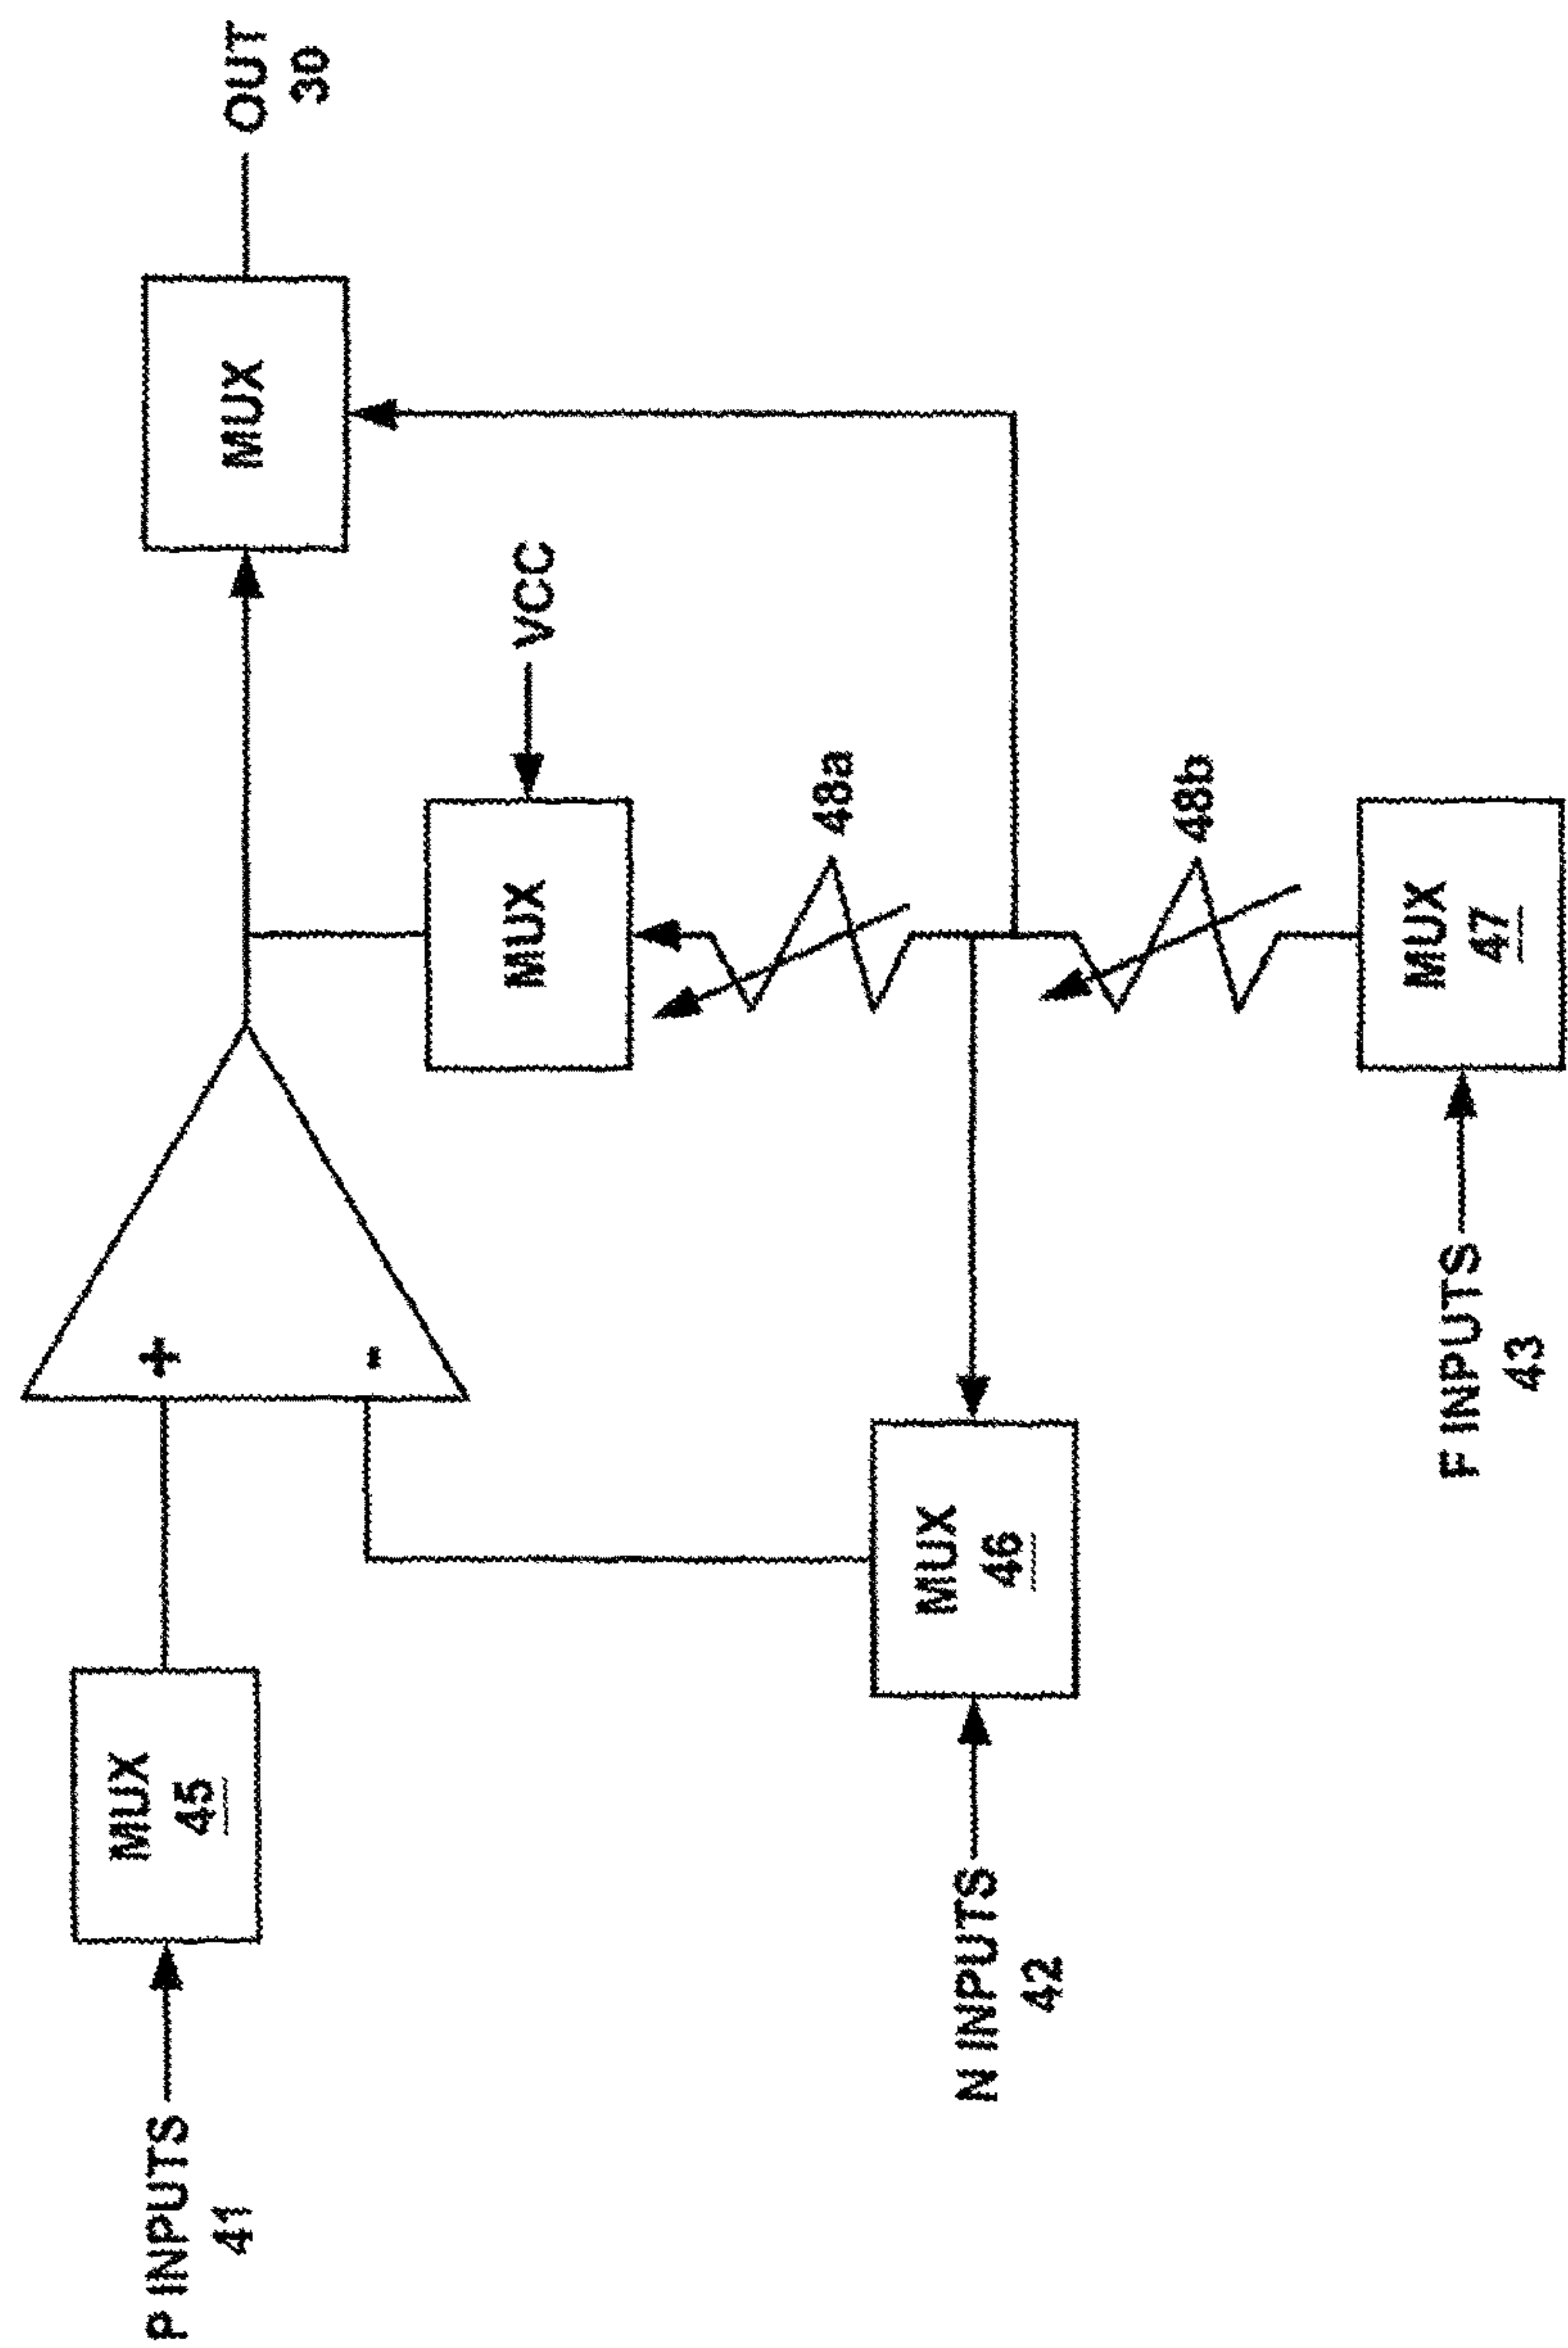 P INPUTS
41
MUX
45
+
-
MUX
OUT
30
MUX
VCC
48a
N INPUTS
42
MUX
46
48b
F INPUTS
43
MUX
47